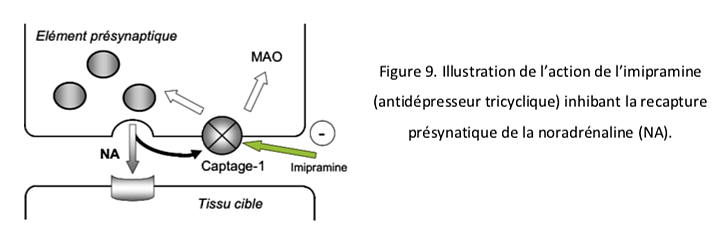 Elément présynaptique
MAO
NA
Captage-1
-
Imipramine
Tissu cible
Figure 9. Illustration de l’action de l’imipramine
(antidépresseur tricyclique) inhibant la recapture
présynatique de la noradrénaline (NA).